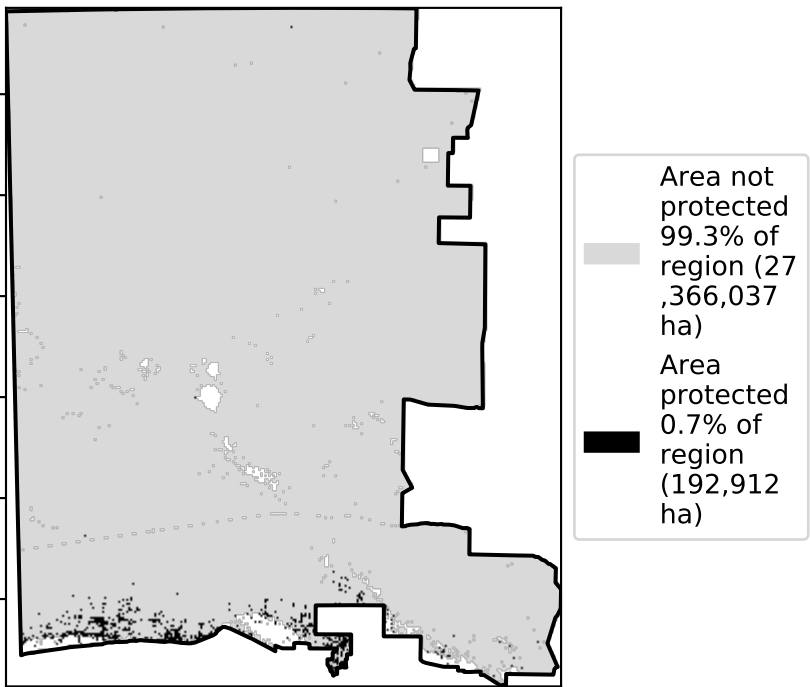 Area not
protected
99.3% of
region (27
,366,037
ha)
Area
protected
0.7% of
region
(192,912
ha)